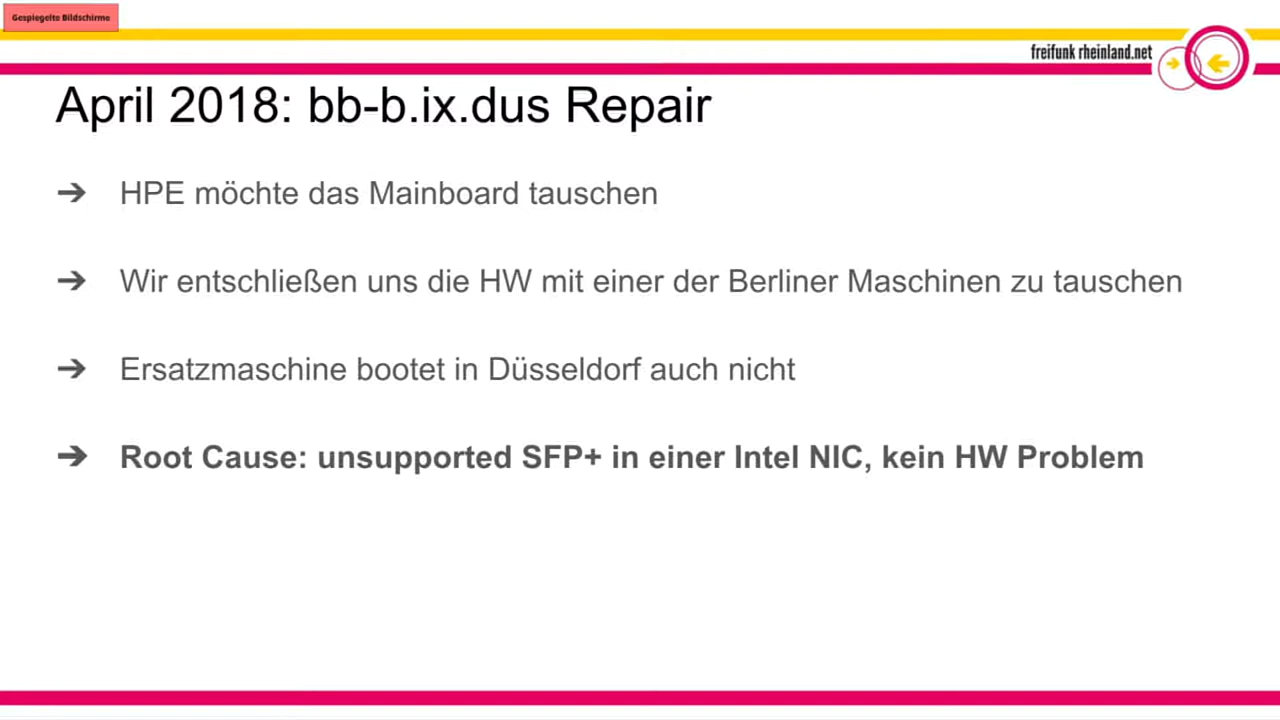 Gespiegelte Bildschirme
freifunk rheinland.net
April 2018: bb-b.ix.dus Repair
➔ HPE möchte das Mainboard tauschen
➔ Wir entschließen uns die HW mit einer der Berliner Maschinen zu tauschen
➔ Ersatzmaschine bootet in Düsseldorf auch nicht
➔ Root Cause: unsupported SFP+ in einer Intel NIC, kein HW Problem